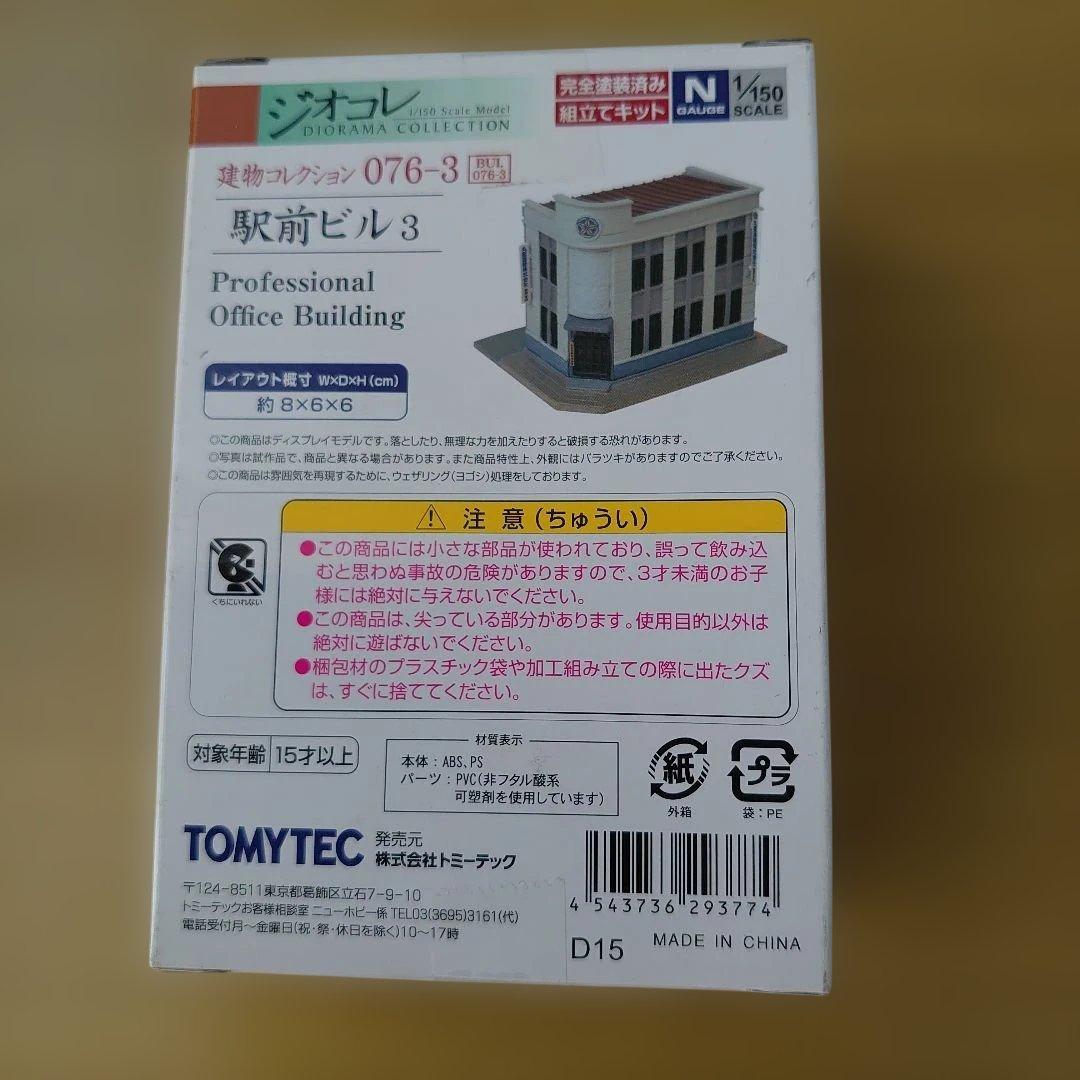 ジオコレ
1/150 Scale Model
DIORAMA COLLECTION
完全塗装済み
組立てキット
N
GAUGE
1/150
SCALE
建物コレクション 076-3
BUL
076-3
駅前ビル 3
Professional
Office Building
レイアウト概寸 W×D×H(cm)
約 8×6×6
◎この商品はディスプレイモデルです。落としたり、無理な力を加えたりすると破損する恐れがあります。
◎写真は試作品で、商品と異なる場合があります。また商品特性上、外観にはバラツキがありますのでご了承ください。
◎この商品は雰囲気を再現するために、ウェザリング(ヨゴシ)処理をしております。
注 意(ちゅうい)
くちにいれない
●この商品には小さな部品が使われており、誤って飲み込
むと思わぬ事故の危険がありますので、3才未満のお子
様には絶対に与えないでください。
●この商品は、尖っている部分があります。使用目的以外は
絶対に遊ばないでください。
●梱包材のプラスチック袋や加工組み立ての際に出たクズ
は、すぐに捨ててください。
対象年齢 15才以上
材質表示
本体:ABS、PS
パーツ:PVC(非フタル酸系
可塑剤を使用しています)
紙
外箱
プラ
袋:PE
TOMYTEC
発売元
株式会社トミーテック
〒124-8511東京都葛飾区立石7-9-10
トミーテックお客様相談室 ニューホビー係 TEL03(3695)3161(代)
電話受付月〜金曜日(祝・祭・休日を除く)10〜17時
4 543736 293774
D15
MADE IN CHINA